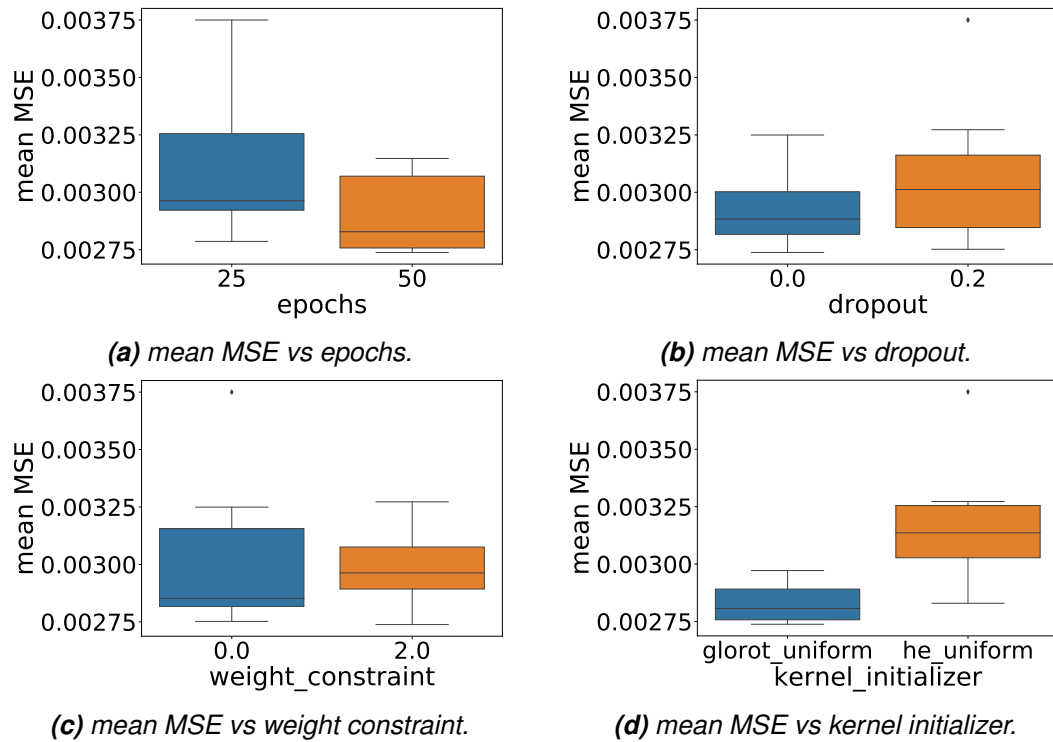 0.00375
0.00350
0.00325
0.00300
0.00275
mean MSE
25 50
epochs
(a) mean MSE vs epochs.
0.00375
0.00350
0.00325
0.00300
0.00275
mean MSE
0.0 0.2
dropout
(b) mean MSE vs dropout.
0.00375
0.00350
0.00325
0.00300
0.00275
mean MSE
0.0 2.0
weight_constraint
(c) mean MSE vs weight constraint.
0.00375
0.00350
0.00325
0.00300
0.00275
mean MSE
glorot_uniform he_uniform
kernel_initializer
(d) mean MSE vs kernel initializer.